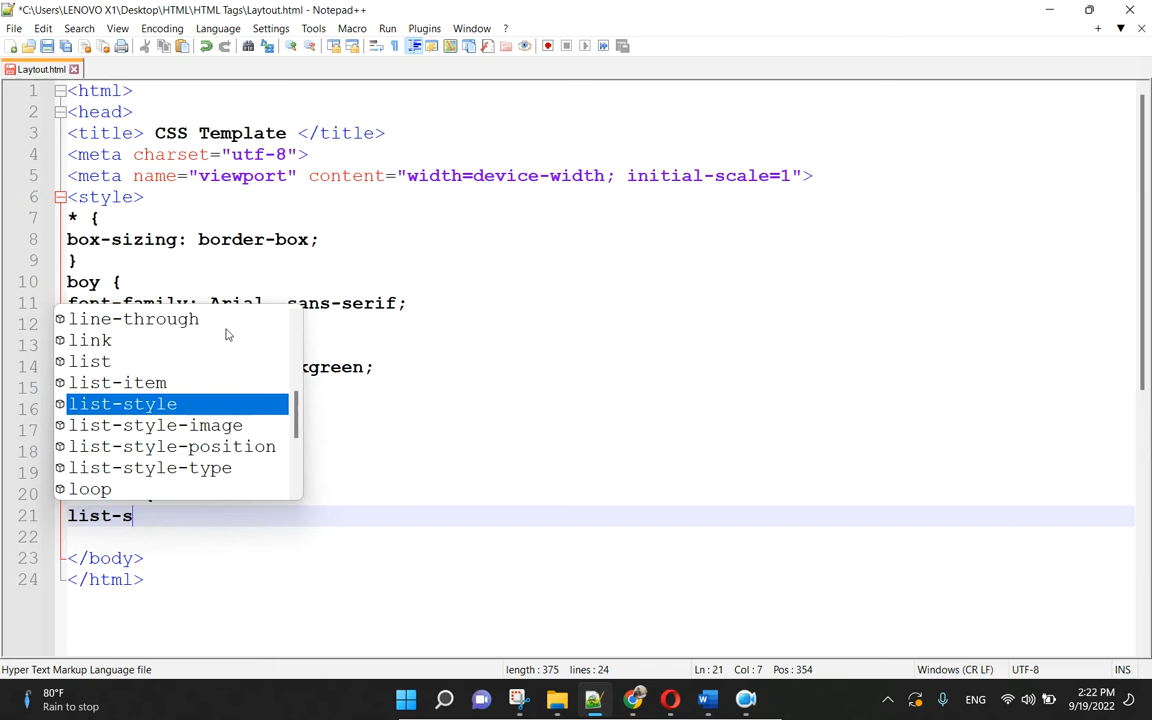 *C:\Users\LENOVO X1\Desktop\HTML\HTML Tags\Laytout.html - Notepad++
File Edit Search View Encoding Language Settings Tools Macro Run Plugins Window ?
Laytout.html
1 <html>
2 <head>
3 <title> CSS Template </title>
4 <meta charset="utf-8">
5 <meta name="viewport" content="width=device-width; initial-scale=1">
6 <style>
7 * {
8 box-sizing: border-box;
9 }
10 boy {
11 font-family: Arial, sans-serif;
12
13
14 kgreen;
15
16
17
18
19
20
21 list-s
22
23 </body>
24 </html>
line-through
link
list
list-item
list-style
list-style-image
list-style-position
list-style-type
loop
Hyper Text Markup Language file length : 375 lines : 24 Ln : 21 Col : 7 Pos : 354 Windows (CR LF) UTF-8 INS
80°F
Rain to stop
ENG
2:22 PM
9/19/2022